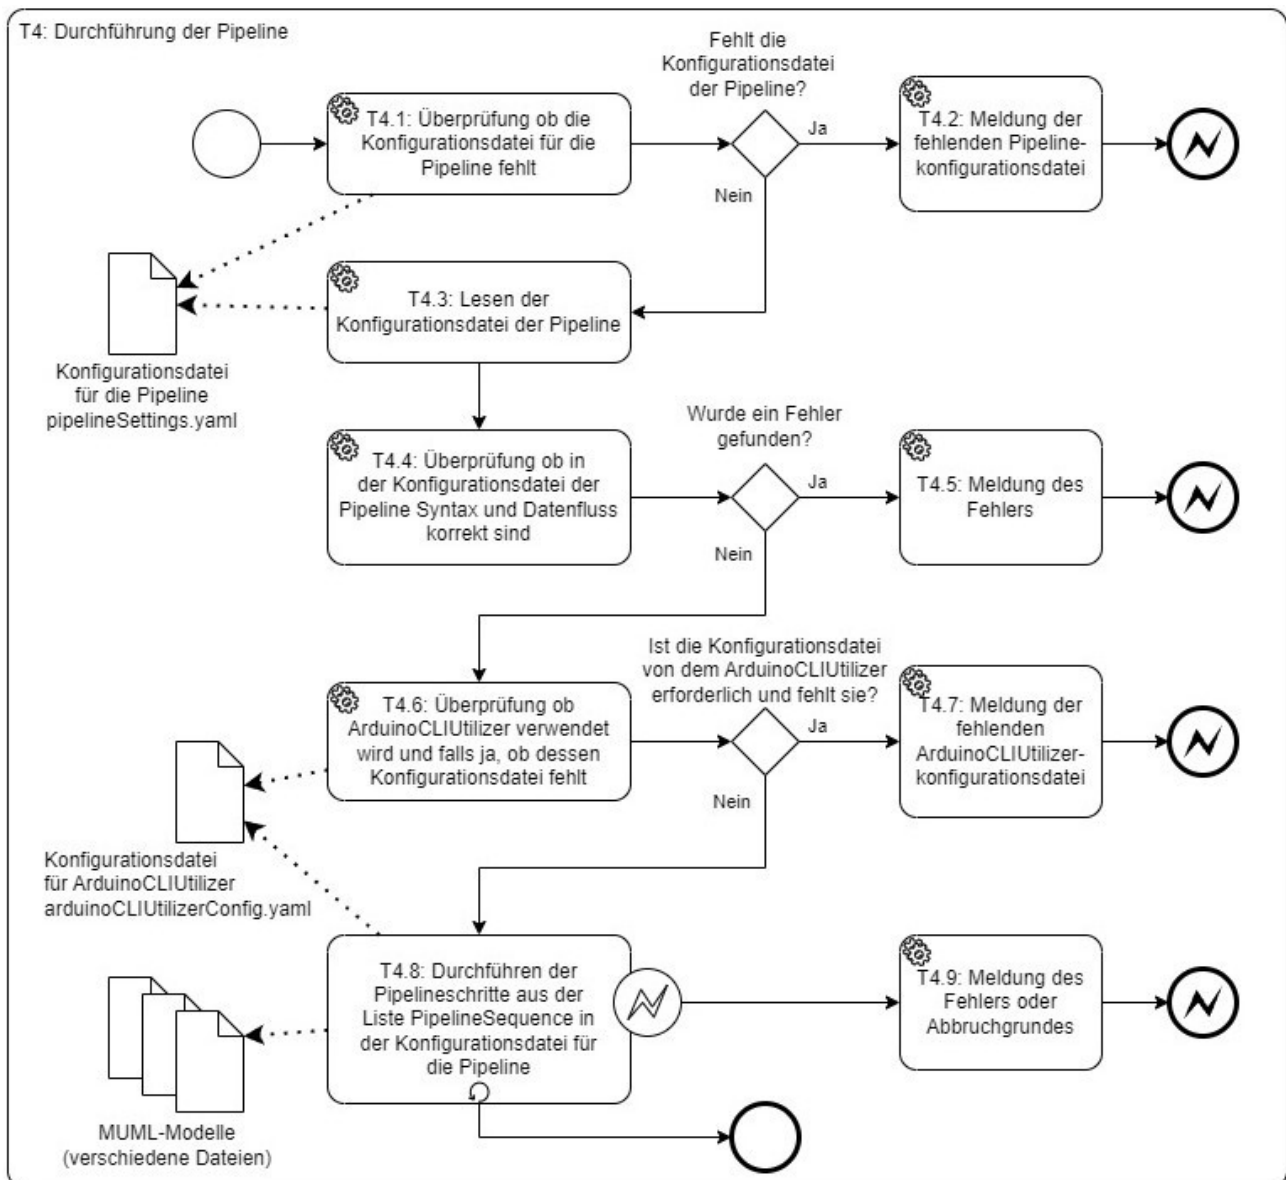 T4: Durchführung der Pipeline
Fehlt die
Konfigurationsdatei
der Pipeline?
T4.1: Überprüfung ob die
Konfigurationsdatei für die
Pipeline fehlt
Ja
T4.2: Meldung der
fehlenden Pipeline-
konfigurationsdatei
Nein
T4.3: Lesen der
Konfigurationsdatei der Pipeline
Konfigurationsdatei
für die Pipeline
pipelineSettings.yaml
Wurde ein Fehler
gefunden?
T4.4: Überprüfung ob in
der Konfigurationsdatei der
Pipeline Syntax und Datenfluss
korrekt sind
Ja
T4.5: Meldung des
Fehlers
Nein
Ist die Konfigurationsdatei
von dem ArduinoCLIUtilizer
erforderlich und fehlt sie?
T4.6: Überprüfung ob
ArduinoCLIUtilizer verwendet
wird und falls ja, ob dessen
Konfigurationsdatei fehlt
Ja
T4.7: Meldung der
fehlenden
ArduinoCLIUtilizer-
konfigurationsdatei
Nein
Konfigurationsdatei
für ArduinoCLIUtilizer
arduinoCLIUtilizerConfig.yaml
T4.8: Durchführen der
Pipelineschritte aus der
Liste PipelineSequence in
der Konfigurationsdatei für
die Pipeline
T4.9: Meldung des
Fehlers oder
Abbruchgrundes
MUML-Modelle
(verschiedene Dateien)